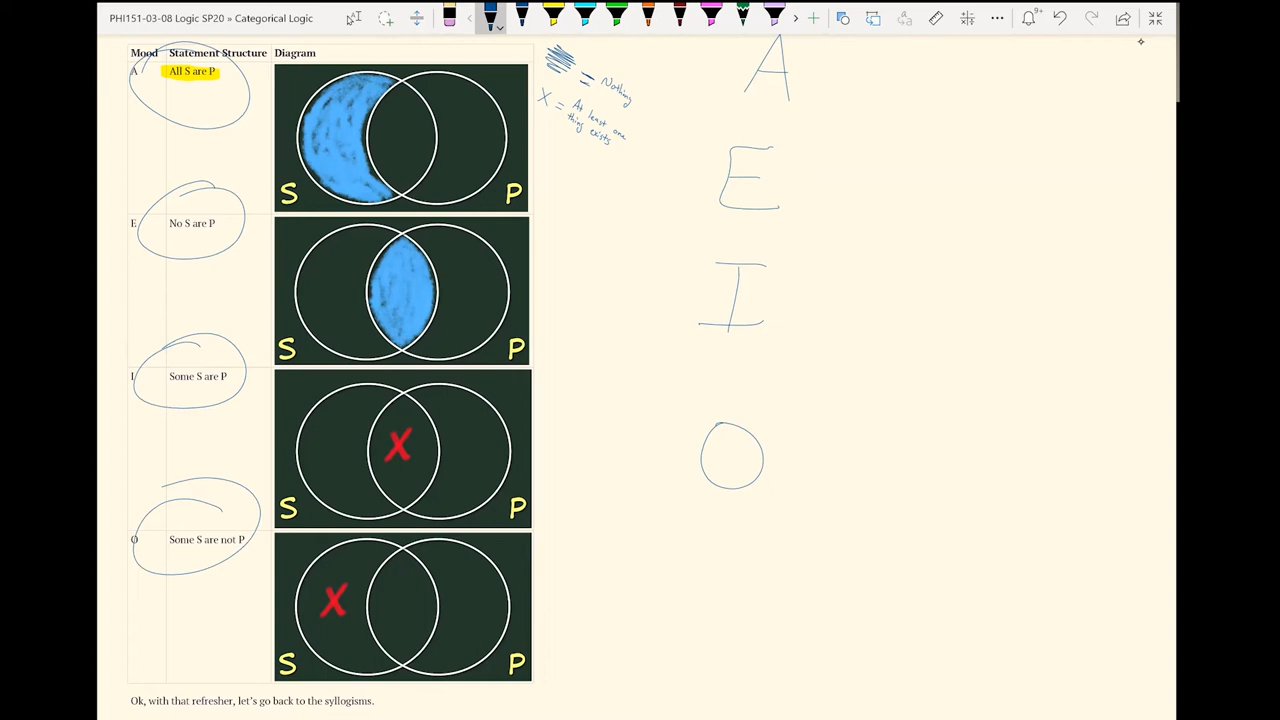 PHI151-03-08 Logic SP20 » Categorical Logic
9+
Mood Statement Structure Diagram
A All S are P
S P
= Nothing
X = At least one
thing exists
E No S are P
S P
I Some S are P
X
S P
O Some S are not P
X
S P
A
E
I
O
Ok, with that refresher, let's go back to the syllogisms.